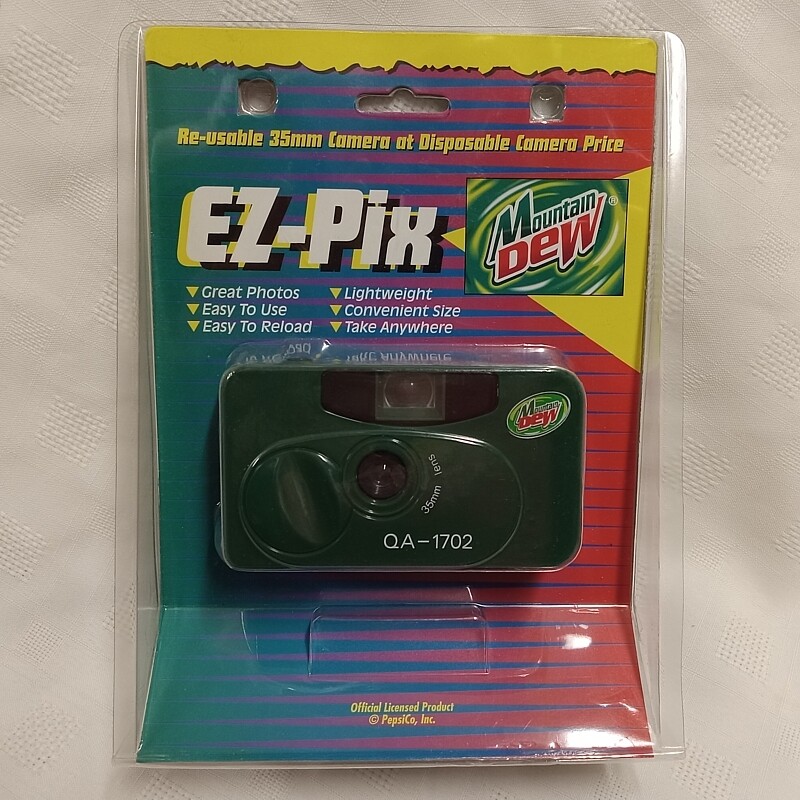 Re-usable 35mm Camera at Disposable Camera Price
EZ-Pix
Mountain
Dew®
▼Great Photos
▼Easy To Use
▼Easy To Reload
▼Lightweight
▼Convenient Size
▼Take Anywhere
Mountain
Dew
35mm lens
QA-1702
Official Licensed Product
© PepsiCo, Inc.